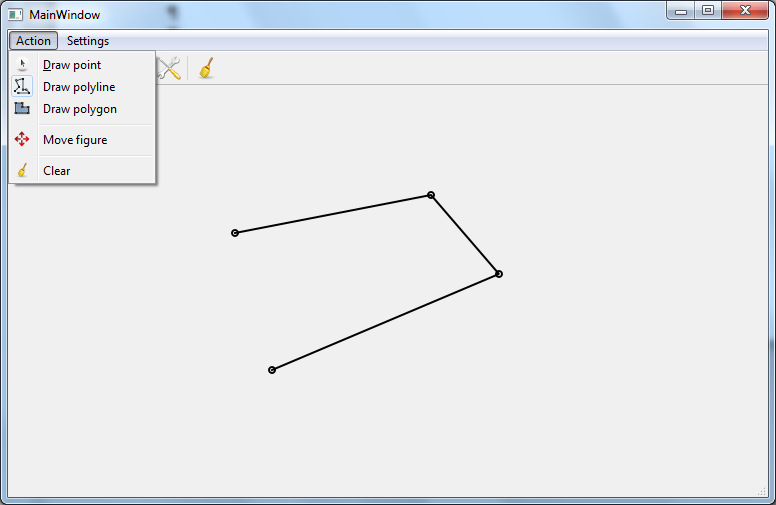 MainWindow
Action Settings
Draw point
Draw polyline
Draw polygon
Move figure
Clear